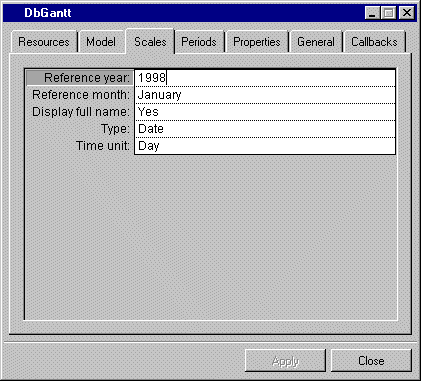 DbGantt
Resources Model Scales Periods Properties General Callbacks
Reference year: 1998
Reference month: January
Display full name: Yes
Type: Date
Time unit: Day
Apply Close